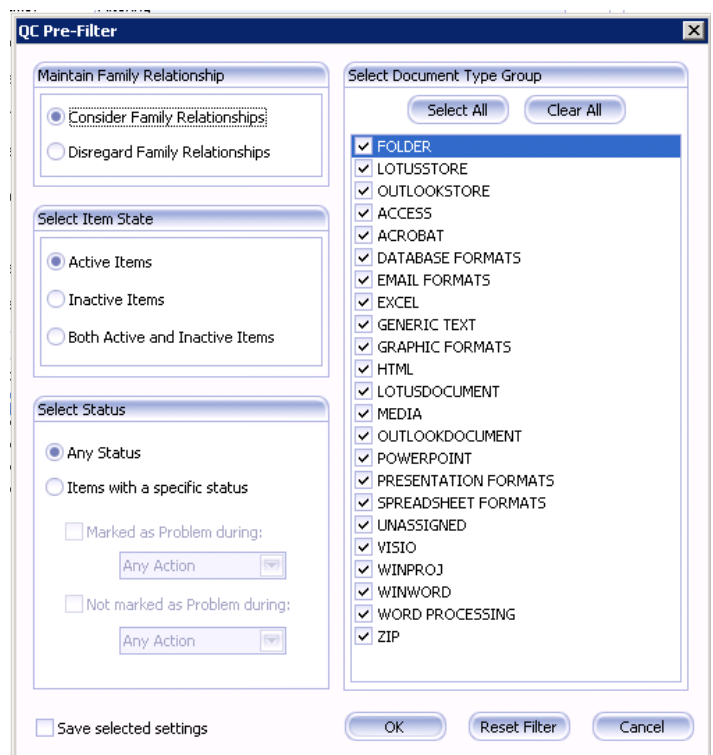 QC Pre-Filter
Maintain Family Relationship
Consider Family Relationships
Disregard Family Relationships
Select Item State
Active Items
Inactive Items
Both Active and Inactive Items
Select Status
Any Status
Items with a specific status
Marked as Problem during:
Any Action
Not marked as Problem during:
Any Action
Select Document Type Group
Select All Clear All
FOLDER
LOTUSSTORE
OUTLOOKSTORE
ACCESS
ACROBAT
DATABASE FORMATS
EMAIL FORMATS
EXCEL
GENERIC TEXT
GRAPHIC FORMATS
HTML
LOTUSDOCUMENT
MEDIA
OUTLOOKDOCUMENT
POWERPOINT
PRESENTATION FORMATS
SPREADSHEET FORMATS
UNASSIGNED
VISIO
WINPROJ
WINWORD
WORD PROCESSING
ZIP
Save selected settings
OK Reset Filter Cancel